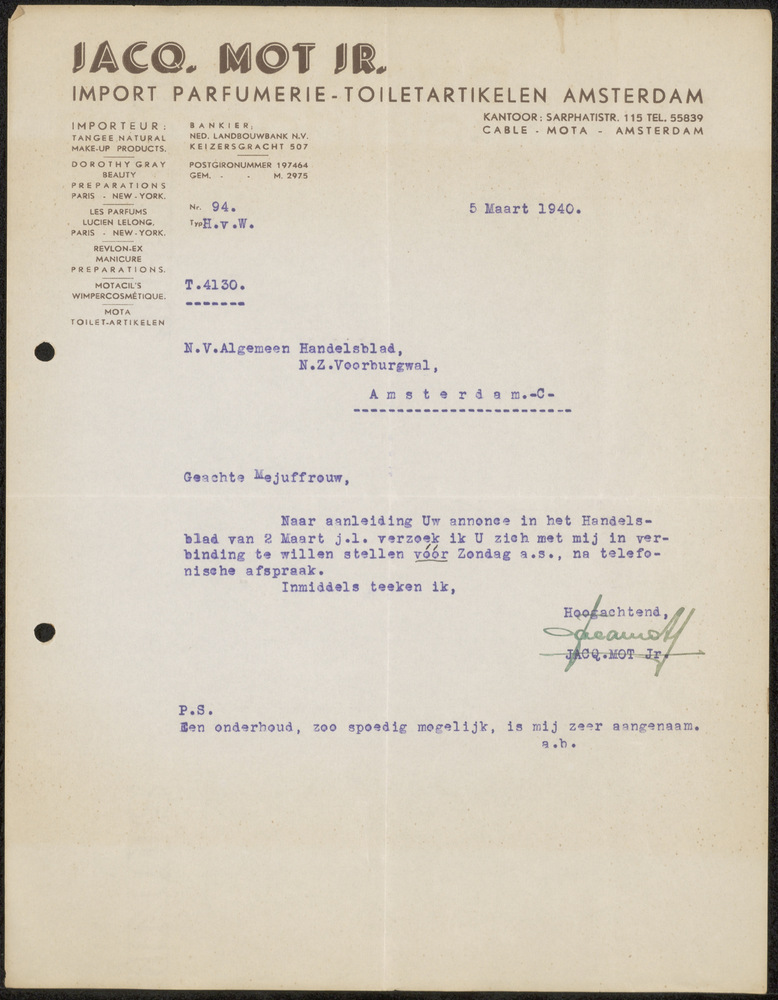 JACQ. MOT JR.
IMPORT PARFUMERIE-TOILETARTIKELEN AMSTERDAM
KANTOOR: SARPHATISTR. 115 TEL. 55839
CABLE - MOTA - AMSTERDAM
IMPORTEUR:
TANGEE NATURAL
MAKE-UP PRODUCTS.
DOROTHY GRAY
BEAUTY
PREPARATIONS
PARIS - NEW-YORK.
LES PARFUMS
LUCIEN LELONG.
PARIS - NEW-YORK.
REVLON-EX
MANICURE
PREPARATIONS.
MOTACIL'S
WIMPERCOSMÉTIQUE.
MOTA
TOILET-ARTIKELEN
BANKIER:
NED. LANDBOUWBANK N.V.
KEIZERSGRACHT 507
POSTGIRONUMMER 197464
GEM. - - M. 2975
Nr. 94.
Typ H.v.W.
5 Maart 1940.
T.4130.
N.V.Algemeen Handelsblad,
N.Z.Voorburgwal,
Amsterdam.-C-
Geachte Mejuffrouw,
Naar aanleiding Uw annonce in het Handels-
blad van 2 Maart j.l. verzoek ik U zich met mij in ver-
binding te willen stellen vóór Zondag a.s., na telefo-
nische afspraak.
Inmiddels teeken ik,
Hoogachtend,
Jacqmot
JACQ.MOT Jr.
P.S.
Een onderhoud, zoo spoedig mogelijk, is mij zeer aangenaam.
a.b.